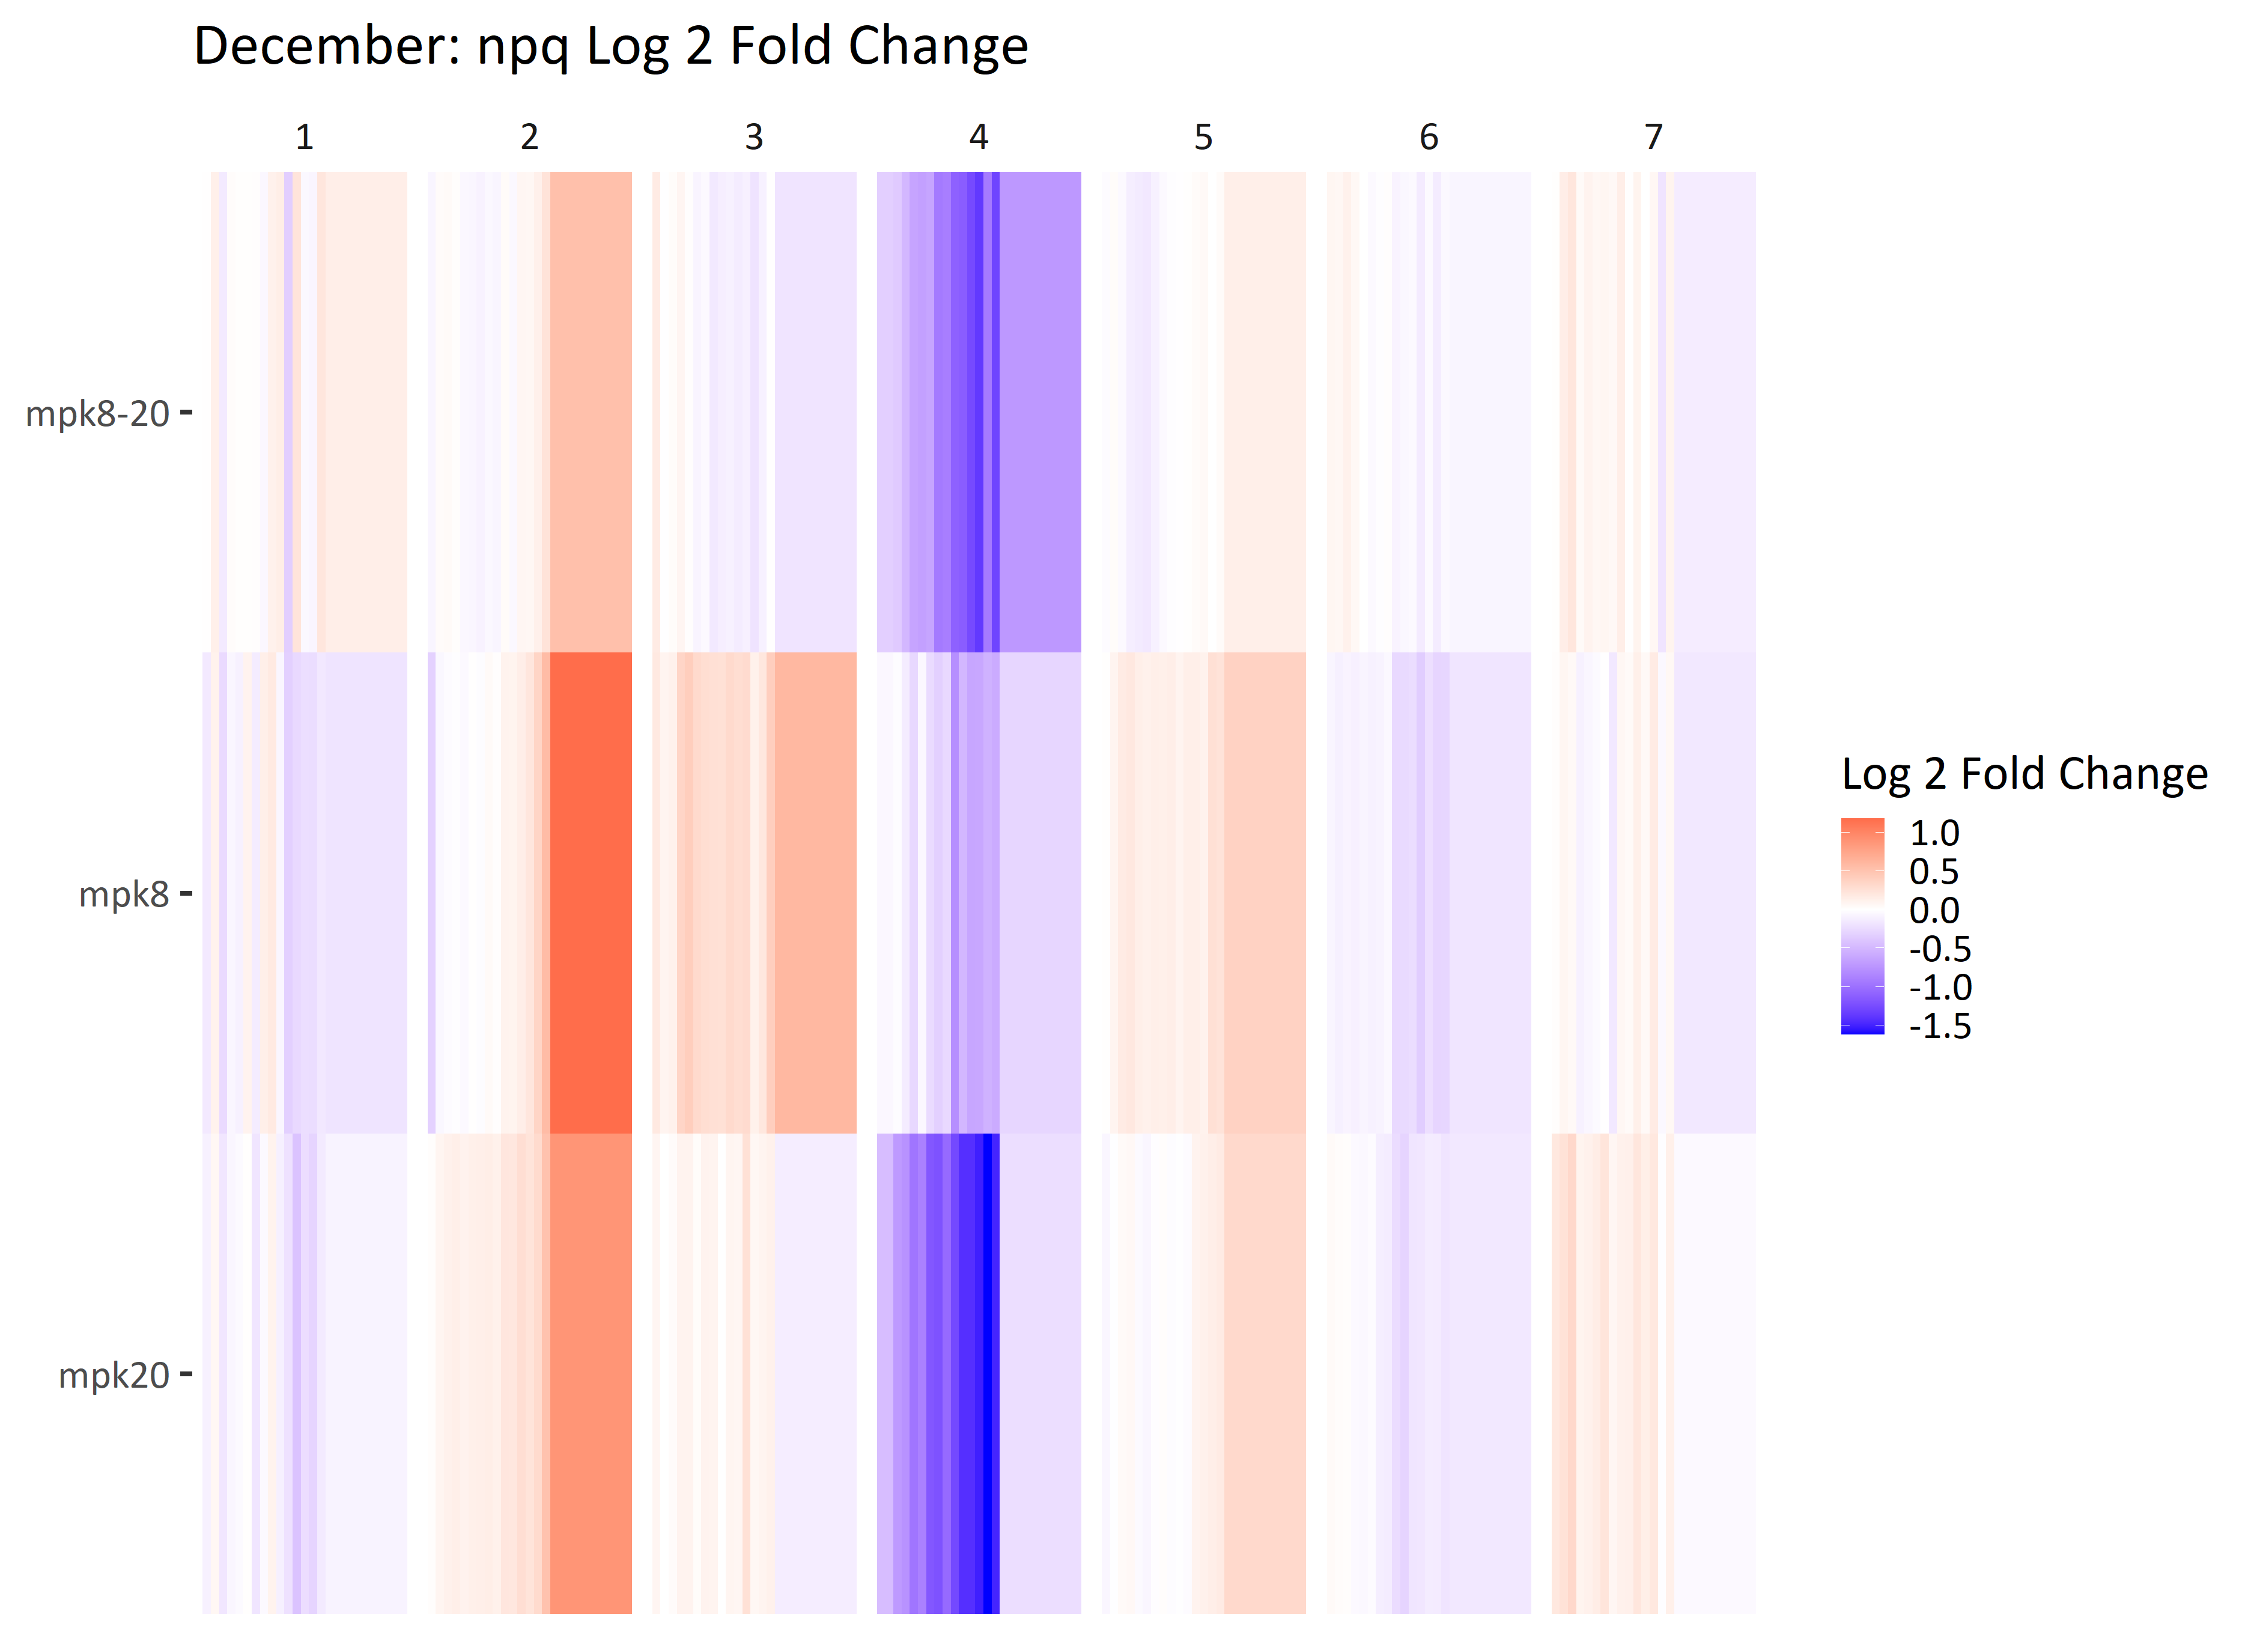 December: npq Log 2 Fold Change
1 2 3 4 5 6 7
mpk8-20
mpk8
mpk20
Log 2 Fold Change
1.0
0.5
0.0
-0.5
-1.0
-1.5